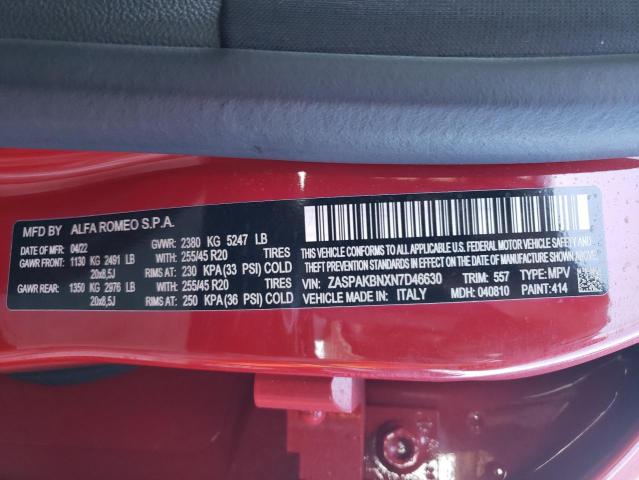 MFD BY ALFA ROMEO S.P.A.
DATE OF MFR: 04/22 GVWR: 2380 KG 5247 LB
GAWR FRONT: 1130 KG 2491 LB 255/45 R20 TIRES
20x8,5J RIMS AT: 230 KPA (33 PSI) COLD
GAWR REAR: 1350 KG 2976 LB 255/45 R20 TIRES
20x8,5J RIMS AT: 250 KPA (36 PSI) COLD
THIS VEHICLE CONFORMS TO ALL APPLICABLE U.S. FEDERAL MOTOR VEHICLE SAFETY,
BUMPER, AND THEFT PREVENTION STANDARDS IN EFFECT ON THE DATE OF MANUFACTURE SHOWN ABOVE.
VIN: ZASPAKBNXN7D46630 TRIM: 557 TYPE: MPV
VEHICLE MADE IN: ITALY MDH: 040810 PAINT: 414